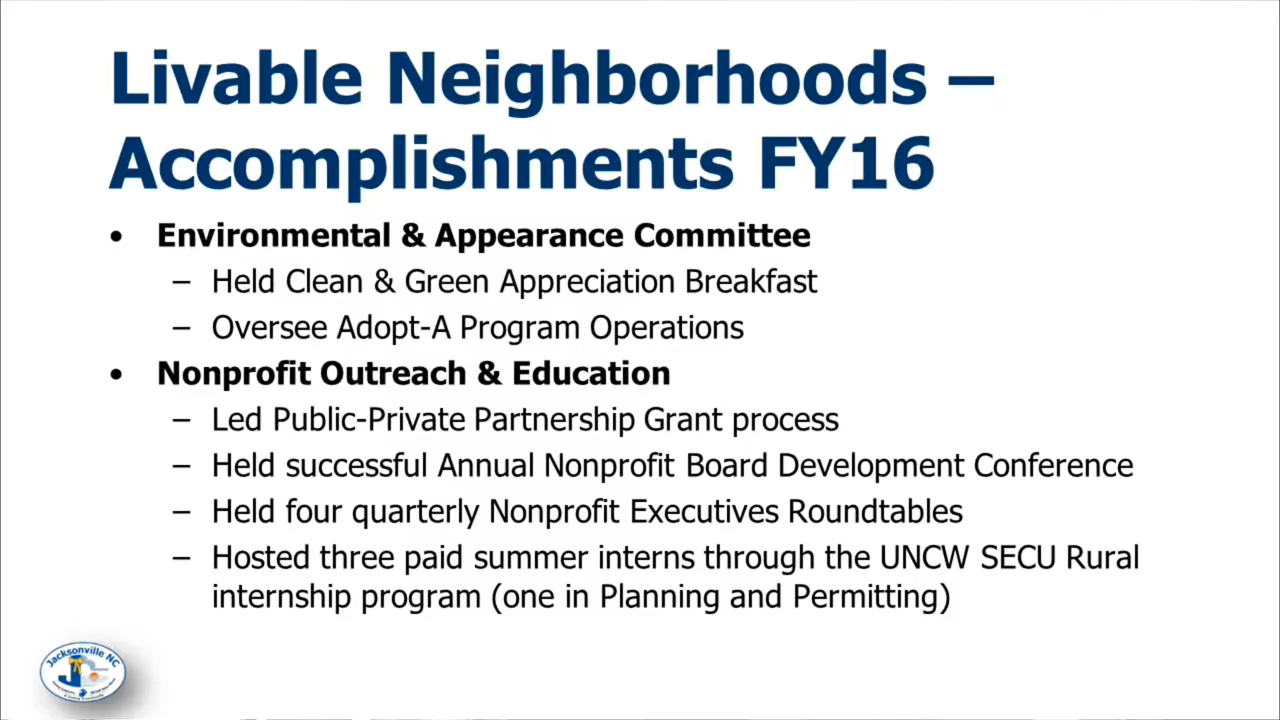 Livable Neighborhoods –
Accomplishments FY16
• Environmental & Appearance Committee
– Held Clean & Green Appreciation Breakfast
– Oversee Adopt-A Program Operations
• Nonprofit Outreach & Education
– Led Public-Private Partnership Grant process
– Held successful Annual Nonprofit Board Development Conference
– Held four quarterly Nonprofit Executives Roundtables
– Hosted three paid summer interns through the UNCW SECU Rural
internship program (one in Planning and Permitting)
Jacksonville NC